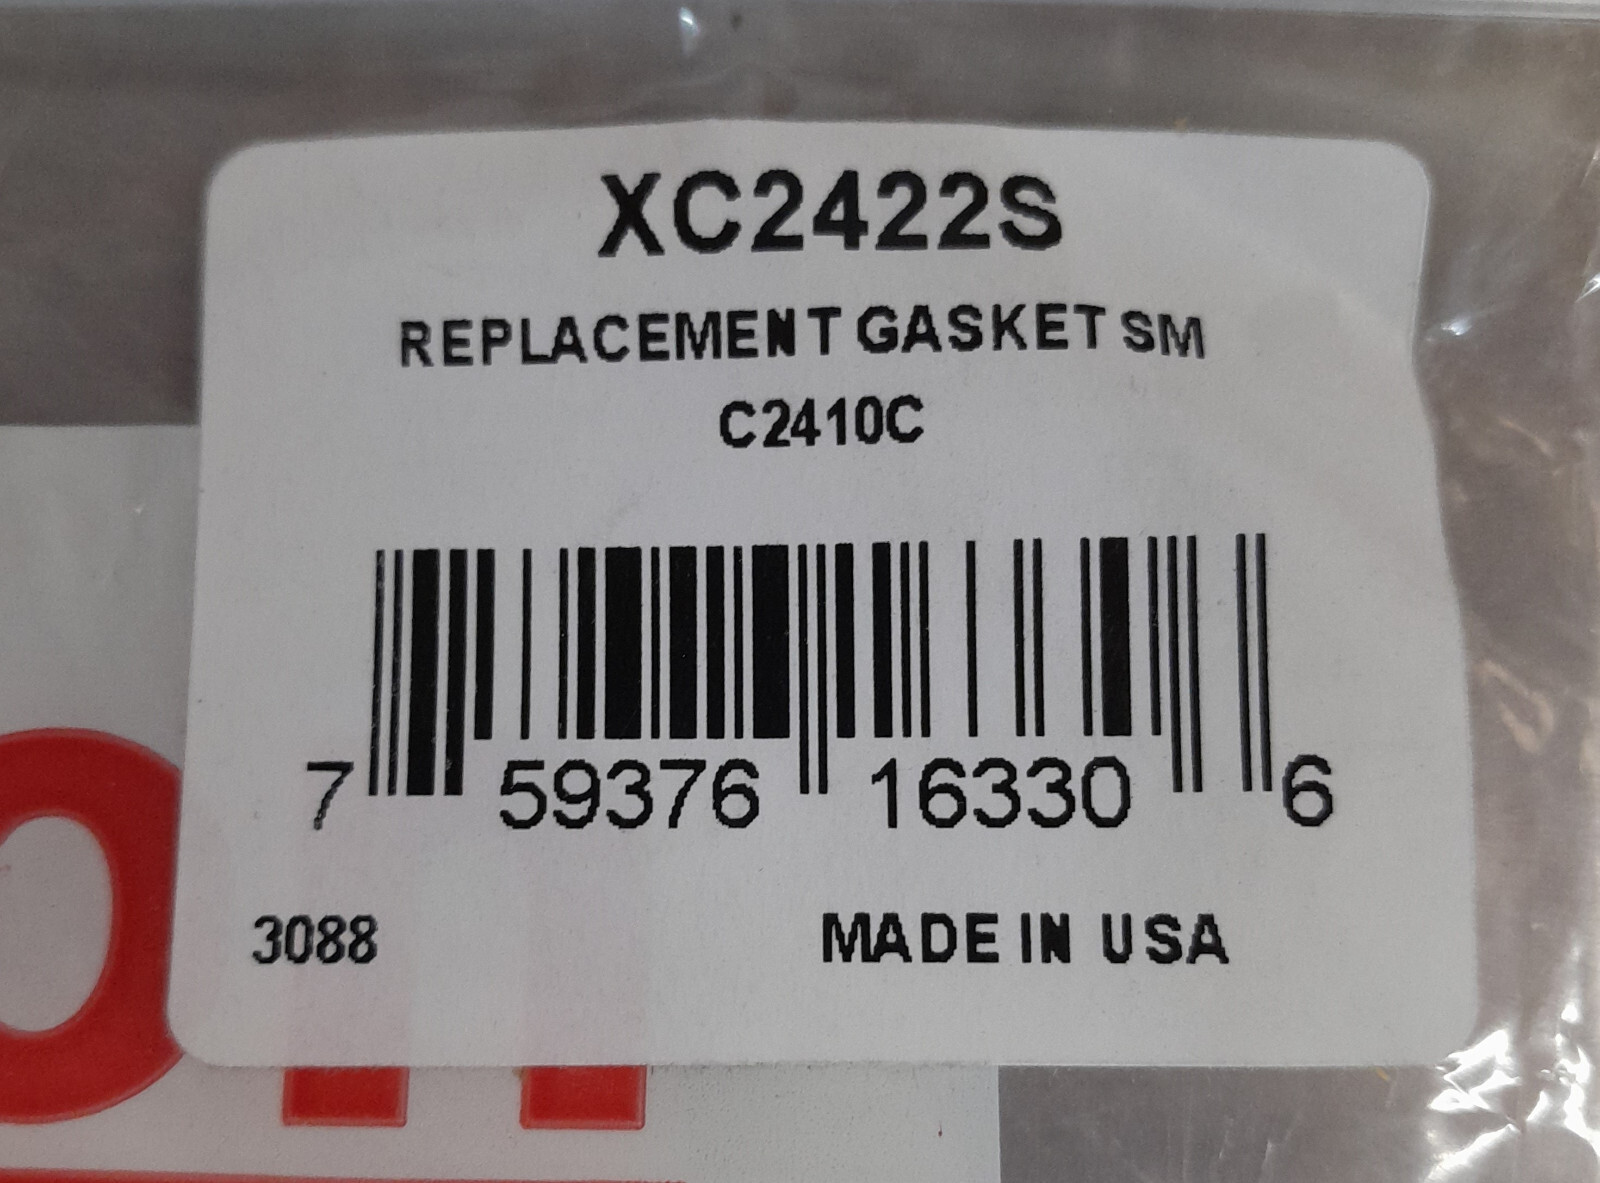 XC2422S
REPLACEMENT GASKET SM
C2410C
7 59376 16330 6
3088 MADE IN USA